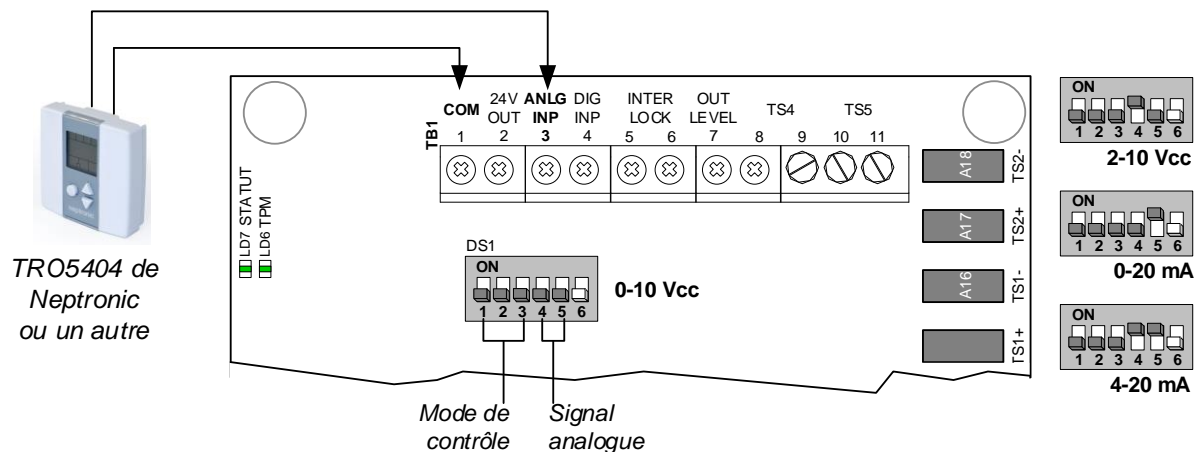 COM
24V OUT
ANLG INP
DIG INP
INTER LOCK
OUT LEVEL
TS4
TS5
TB1
1 2 3 4 5 6 7 8 9 10 11
LD7 STATUT
LD6 TPM
neptronic
TRO5404 de
Neptronic
ou un autre
DS1
ON
1 2 3 4 5 6
0-10 Vcc
Mode de
contrôle
Signal
analogue
A18
TS2-
A17
TS2+
A16
TS1-
TS1+
ON
1 2 3 4 5 6
2-10 Vcc
ON
1 2 3 4 5 6
0-20 mA
ON
1 2 3 4 5 6
4-20 mA